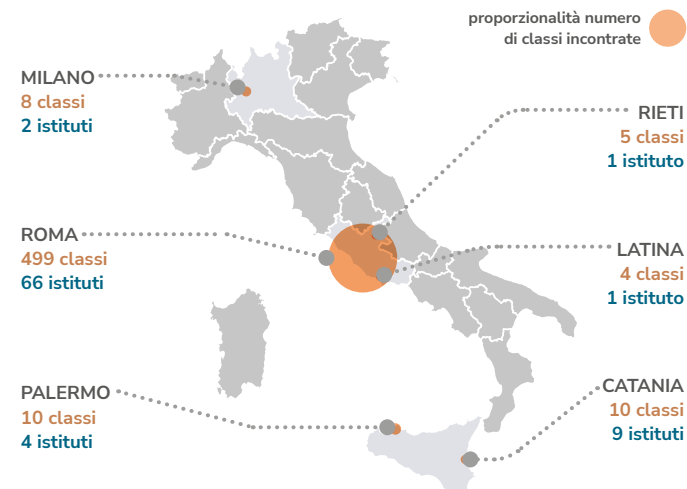 proporzionalità numero
di classi incontrate
MILANO
8 classi
2 istituti
RIETI
5 classi
1 istituto
ROMA
499 classi
66 istituti
LATINA
4 classi
1 istituto
PALERMO
10 classi
4 istituti
CATANIA
10 classi
9 istituti